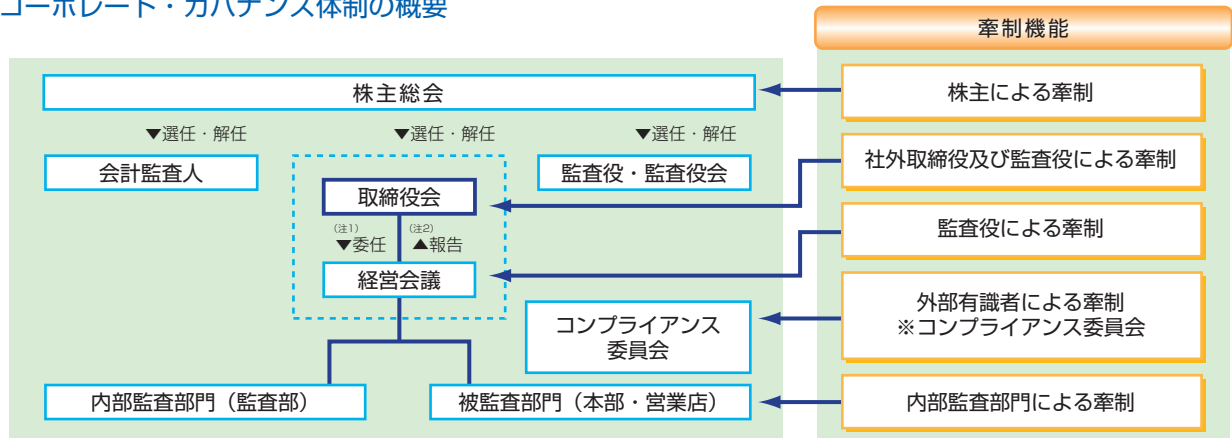 コーポレート・ガバナンス体制の概要
牽制機能
株主総会
株主による牽制
▼選任・解任
▼選任・解任
▼選任・解任
会計監査人
監査役・監査役会
社外取締役及び監査役による牽制
取締役会
(注1)
▼委任
(注2)
▲報告
監査役による牽制
経営会議
コンプライアンス
委員会
外部有識者による牽制
※コンプライアンス委員会
内部監査部門（監査部）
被監査部門（本部・営業店）
内部監査部門による牽制